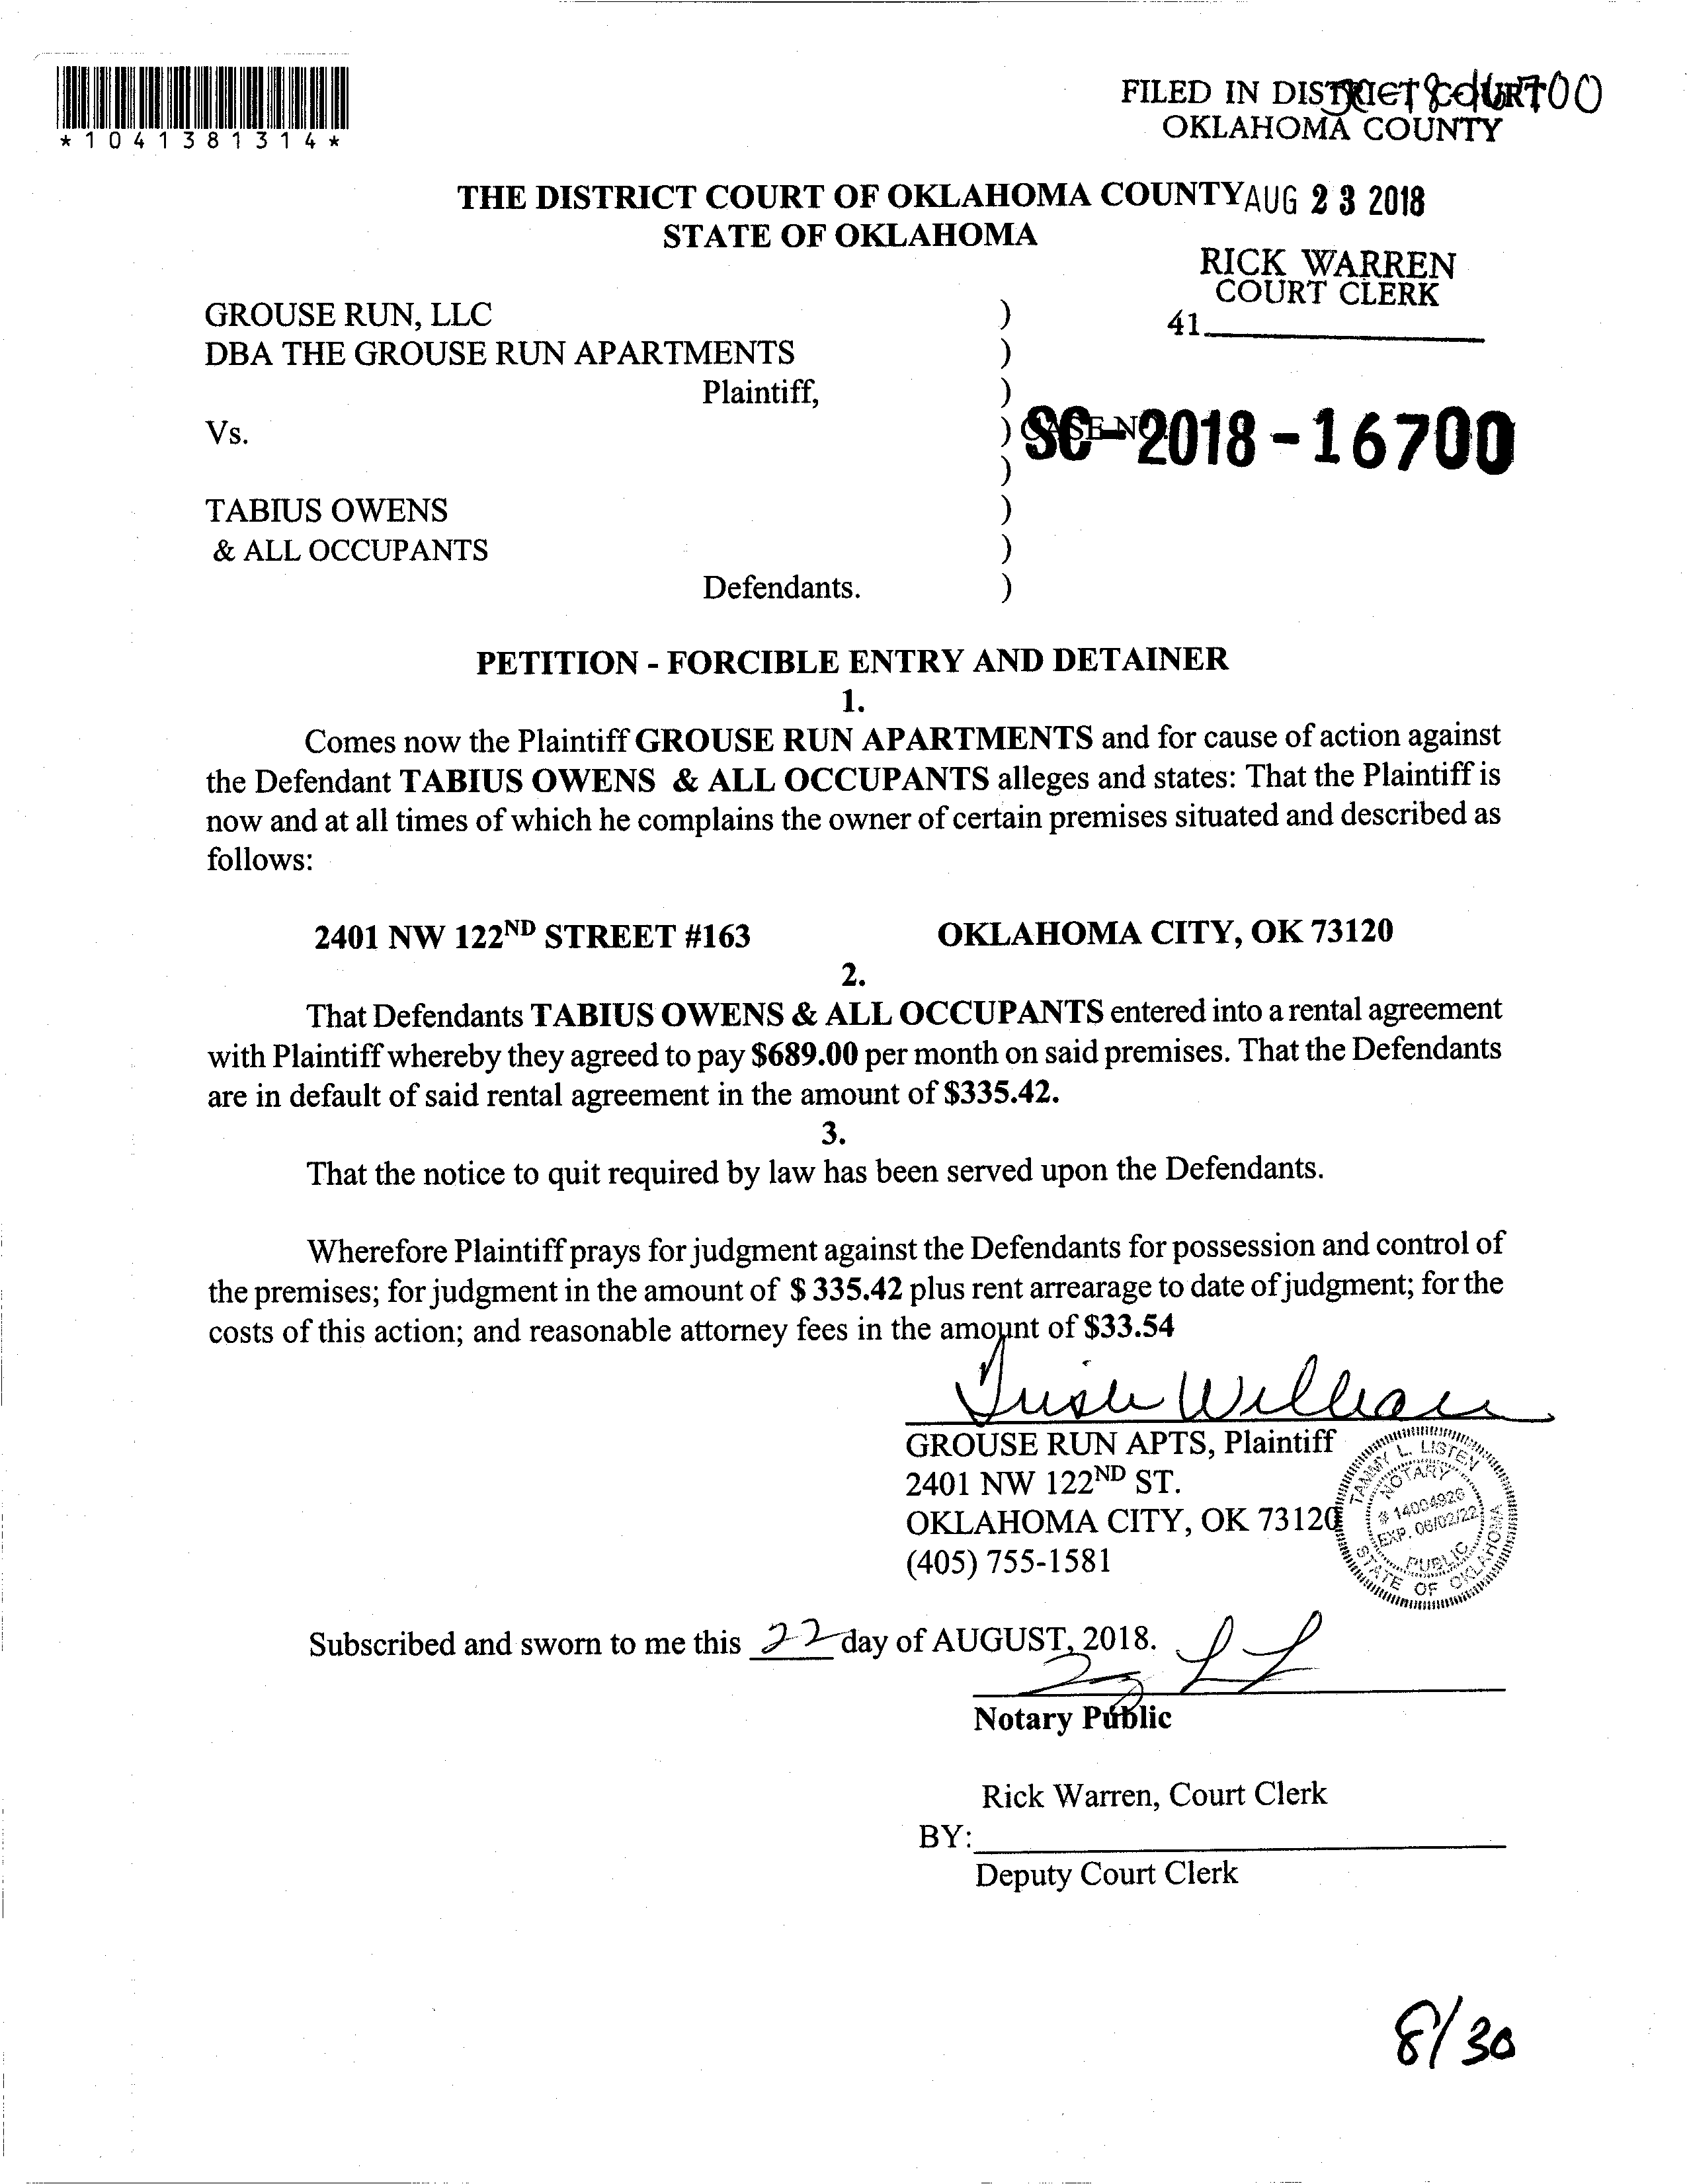 *1041381314*
FILED IN DISTRICT COURT
OKLAHOMA COUNTY
THE DISTRICT COURT OF OKLAHOMA COUNTY AUG 23 2018
STATE OF OKLAHOMA
RICK WARREN
COURT CLERK
41
GROUSE RUN, LLC )
DBA THE GROUSE RUN APARTMENTS )
Plaintiff, )
Vs. ) SC-2018-16700
)
TABIUS OWENS )
& ALL OCCUPANTS )
Defendants. )
PETITION - FORCIBLE ENTRY AND DETAINER
1.
Comes now the Plaintiff GROUSE RUN APARTMENTS and for cause of action against
the Defendant TABIUS OWENS & ALL OCCUPANTS alleges and states: That the Plaintiff is
now and at all times of which he complains the owner of certain premises situated and described as
follows:
2401 NW 122ND STREET #163 OKLAHOMA CITY, OK 73120
2.
That Defendants TABIUS OWENS & ALL OCCUPANTS entered into a rental agreement
with Plaintiff whereby they agreed to pay $689.00 per month on said premises. That the Defendants
are in default of said rental agreement in the amount of $335.42.
3.
That the notice to quit required by law has been served upon the Defendants.
Wherefore Plaintiff prays for judgment against the Defendants for possession and control of
the premises; for judgment in the amount of $ 335.42 plus rent arrearage to date of judgment; for the
costs of this action; and reasonable attorney fees in the amount of $33.54
GROUSE RUN APTS, Plaintiff
2401 NW 122ND ST.
OKLAHOMA CITY, OK 73120
(405) 755-1581
TAMMY L. LISTEN
NOTARY
# 14004926
EXP. 06/02/22
PUBLIC
STATE OF OKLAHOMA
Subscribed and sworn to me this 22 day of AUGUST, 2018.
Notary Public
Rick Warren, Court Clerk
BY:
Deputy Court Clerk
8/30